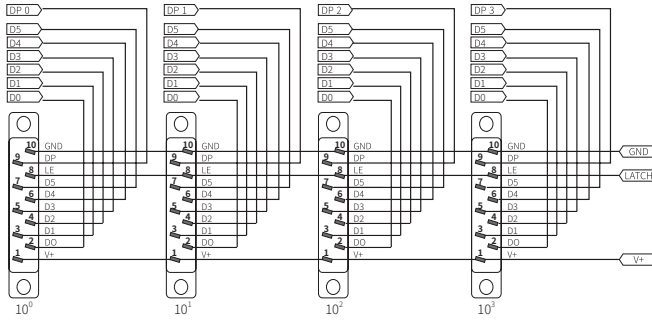 DP 0 DP 1 DP 2 DP 3
D5 D5 D5 D5
D4 D4 D4 D4
D3 D3 D3 D3
D2 D2 D2 D2
D1 D1 D1 D1
D0 D0 D0 D0
10 GND 10 GND 10 GND 10 GND GND
9 DP 9 DP 9 DP 9 DP
8 LE 8 LE 8 LE 8 LE LATCH
7 D5 7 D5 7 D5 7 D5
6 D4 6 D4 6 D4 6 D4
5 D3 5 D3 5 D3 5 D3
4 D2 4 D2 4 D2 4 D2
3 D1 3 D1 3 D1 3 D1
2 DO 2 DO 2 DO 2 DO
1 V+ 1 V+ 1 V+ 1 V+ V+
10⁰ 10¹ 10² 10³